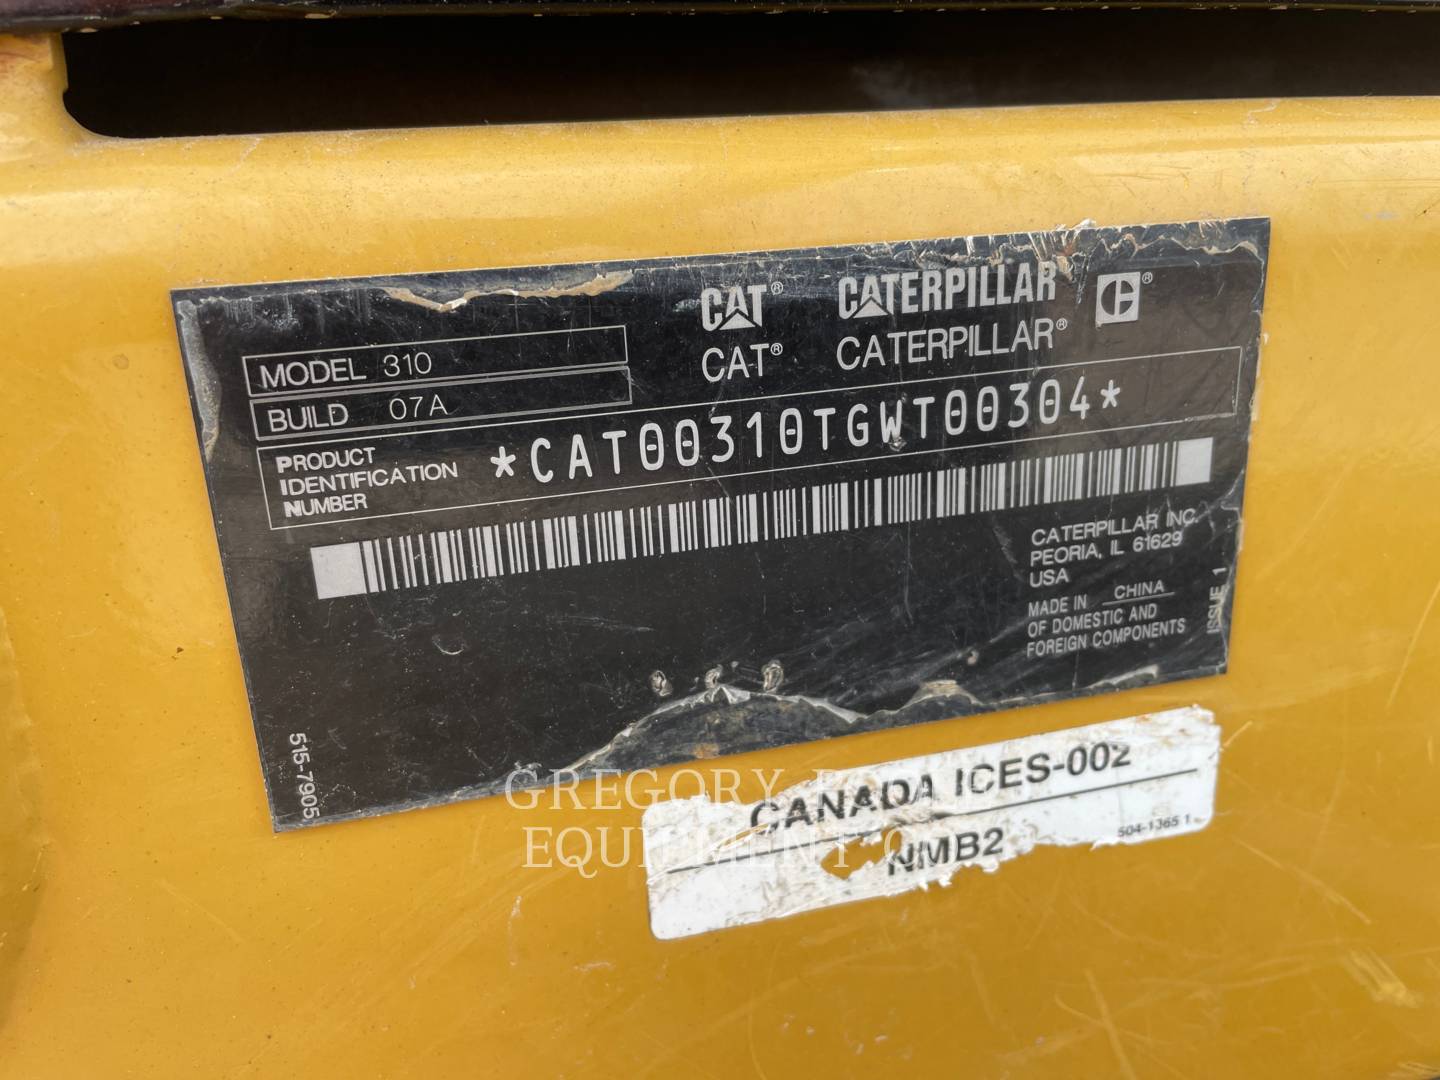 CAT® CATERPILLAR ®
CAT® CATERPILLAR®
MODEL 310
BUILD 07A
PRODUCT
IDENTIFICATION
NUMBER
*CAT00310TGWT00304*
CATERPILLAR INC.
PEORIA, IL 61629
USA
MADE IN CHINA
OF DOMESTIC AND
FOREIGN COMPONENTS
ISSUE 1
515-7905
CANADA ICES-002
NMB2
504-1365 1
GREGORY
EQUIPMENT